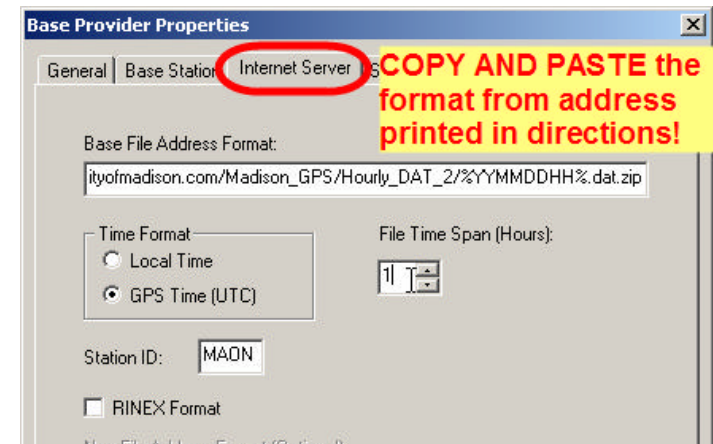 Base Provider Properties
General Base Station Internet Server S
COPY AND PASTE the
format from address
printed in directions!
Base File Address Format:
ityofmadison.com/Madison_GPS/Hourly_DAT_2/%YYMMDDHH%.dat.zip
Time Format
File Time Span (Hours):
Local Time
1
GPS Time (UTC)
Station ID: MAON
RINEX Format